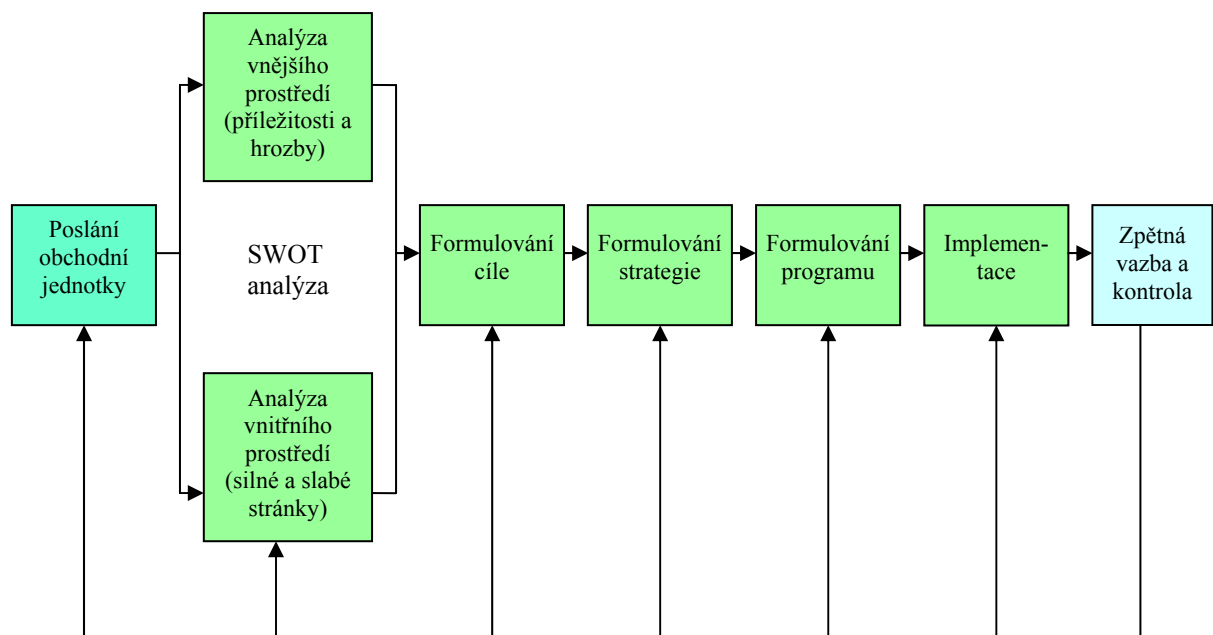 Analýza
vnějšího
prostředí
(příležitosti a
hrozby)
Poslání
obchodní
jednotky
SWOT
analýza
Analýza
vnitřního
prostředí
(silné a slabé
stránky)
Formulování
cíle
Formulování
strategie
Formulování
programu
Implemen-
tace
Zpětná
vazba a
kontrola